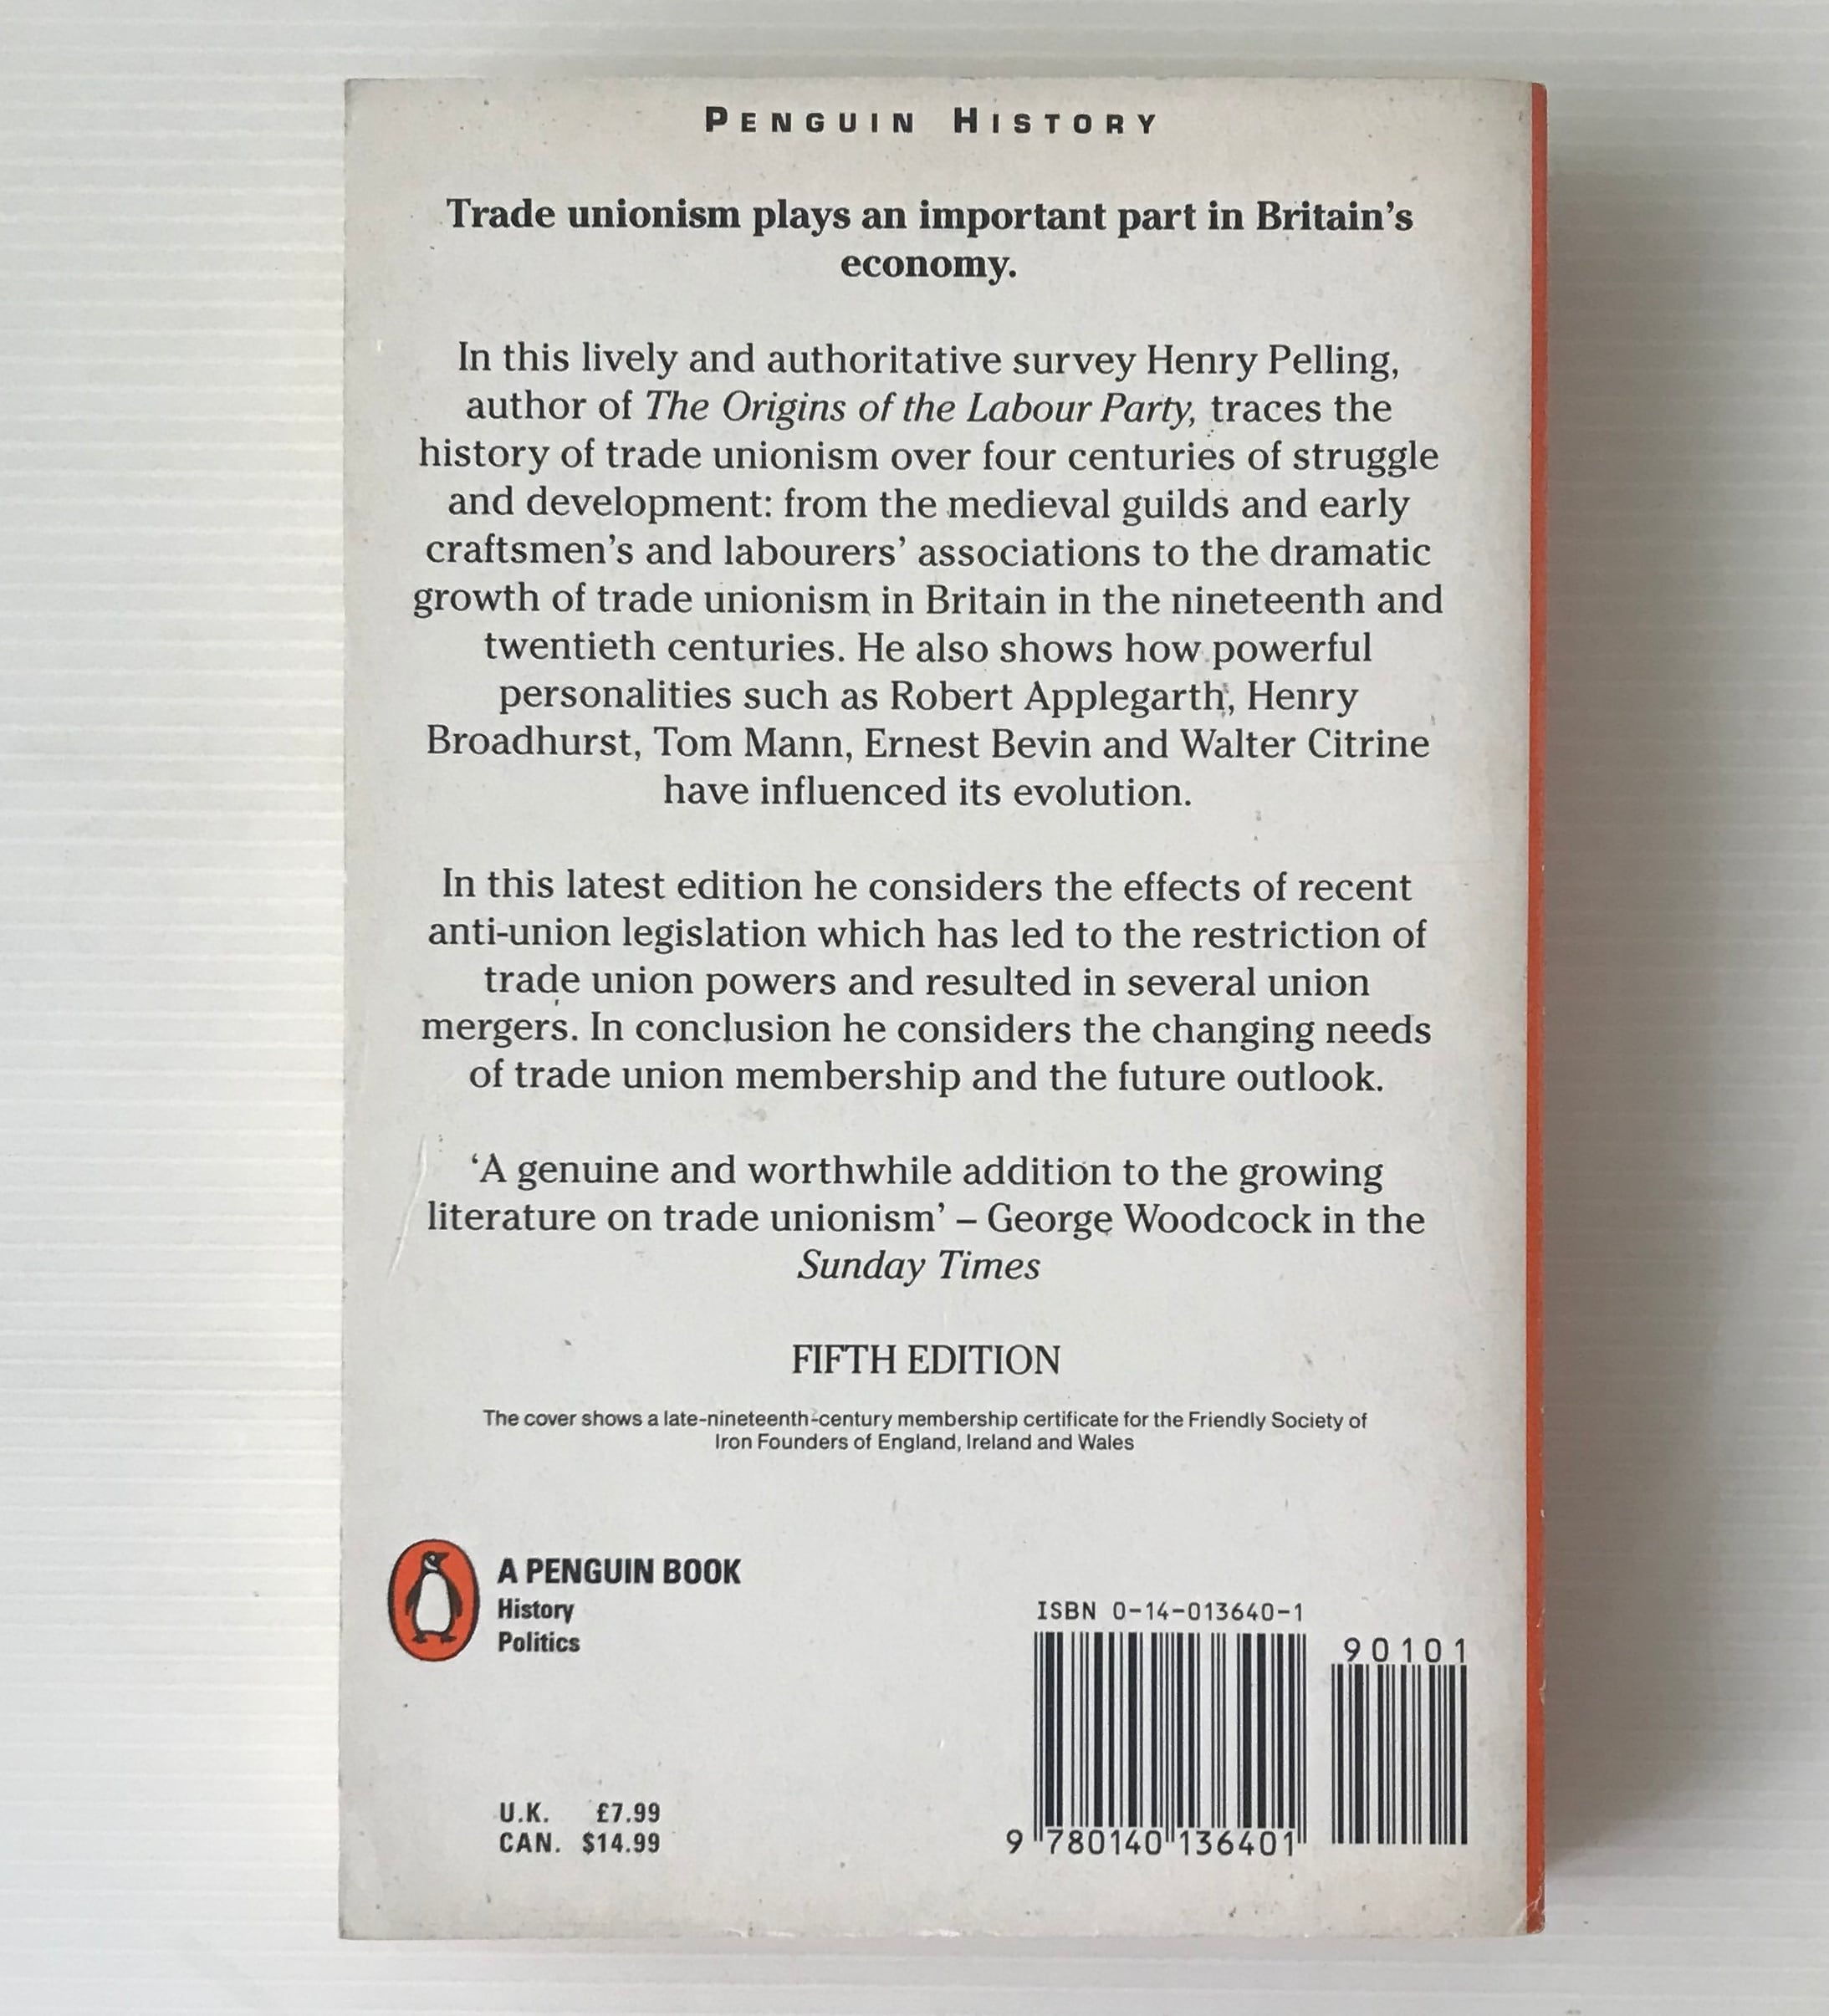 PENGUIN HISTORY
Trade unionism plays an important part in Britain’s
economy.
In this lively and authoritative survey Henry Pelling,
author of The Origins of the Labour Party, traces the
history of trade unionism over four centuries of struggle
and development: from the medieval guilds and early
craftsmen’s and labourers’ associations to the dramatic
growth of trade unionism in Britain in the nineteenth and
twentieth centuries. He also shows how powerful
personalities such as Robert Applegarth, Henry
Broadhurst, Tom Mann, Ernest Bevin and Walter Citrine
have influenced its evolution.
In this latest edition he considers the effects of recent
anti-union legislation which has led to the restriction of
trade union powers and resulted in several union
mergers. In conclusion he considers the changing needs
of trade union membership and the future outlook.
‘A genuine and worthwhile addition to the growing
literature on trade unionism’ – George Woodcock in the
Sunday Times
FIFTH EDITION
The cover shows a late-nineteenth-century membership certificate for the Friendly Society of
Iron Founders of England, Ireland and Wales
A PENGUIN BOOK
History
Politics
U.K. £7.99
CAN. $14.99
ISBN 0-14-013640-1
90101
9 780140 136401